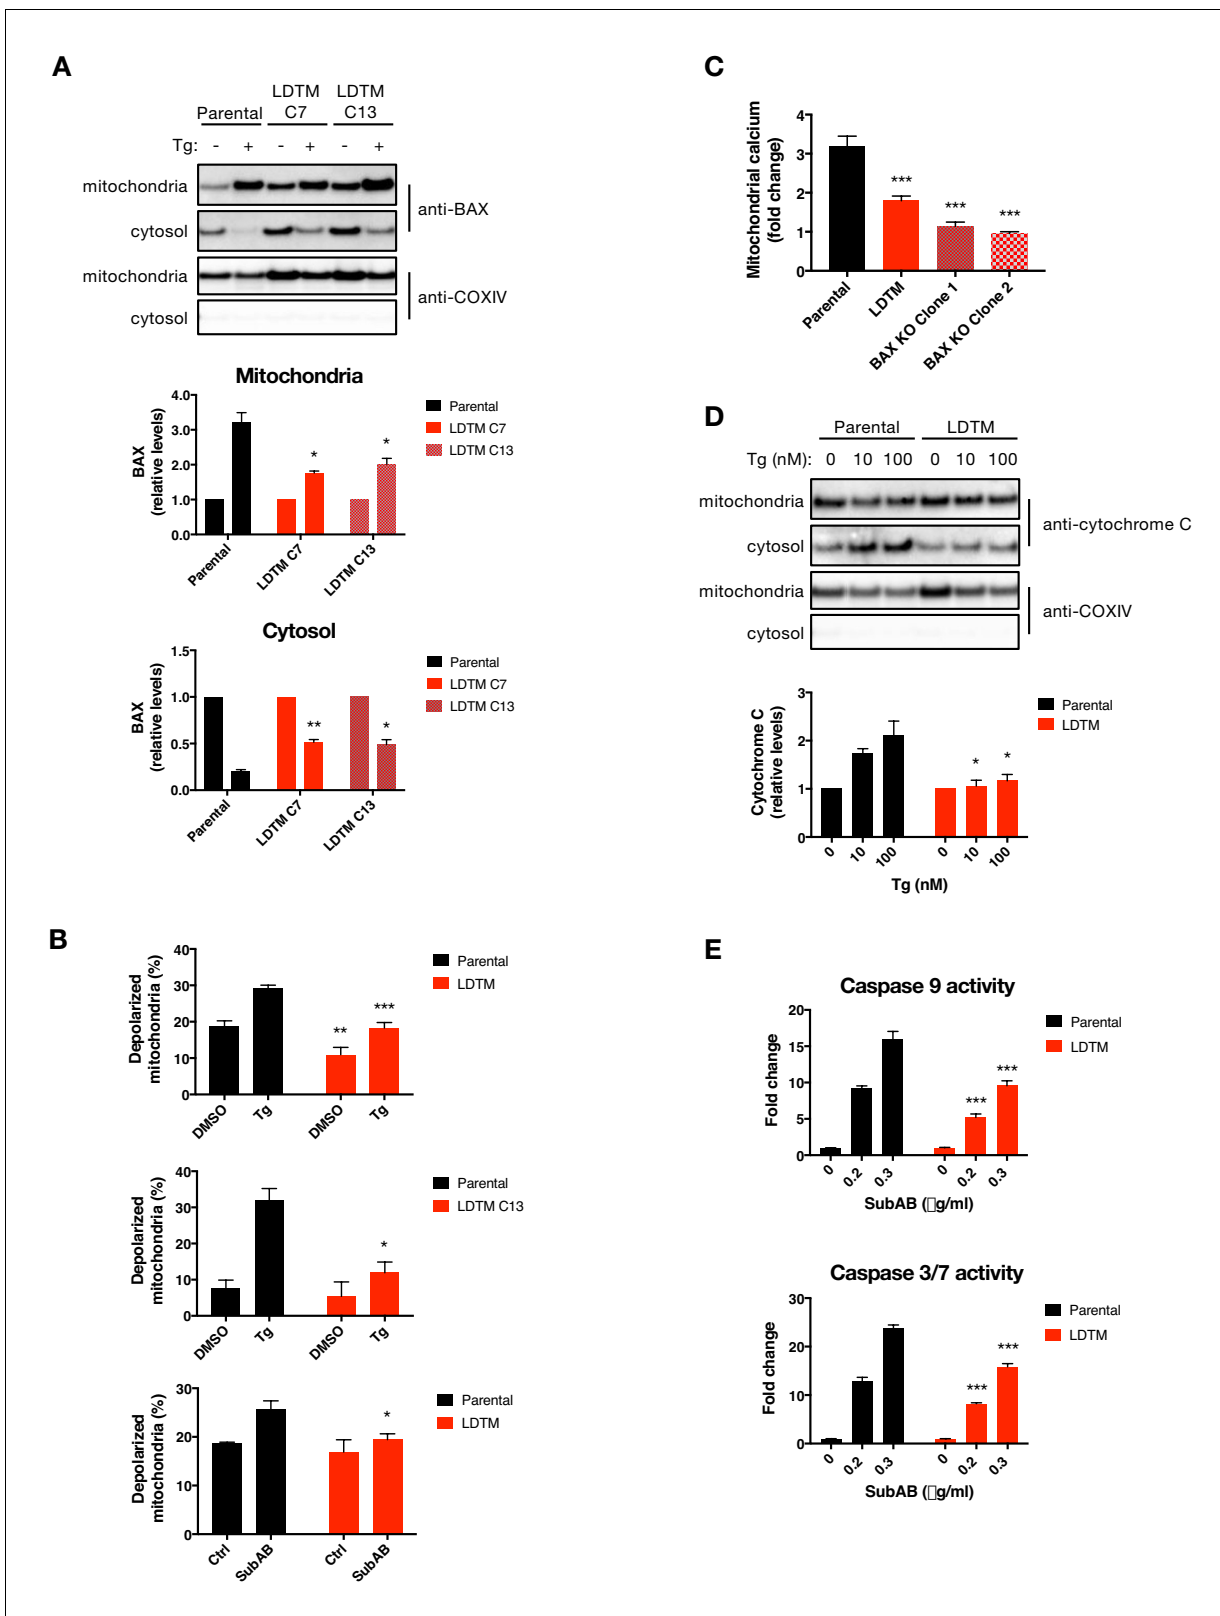 A
LDTM LDTM
Parental C7 C13
Tg: - + - + - +
mitochondria
anti-BAX
cytosol
mitochondria
anti-COXIV
cytosol
Mitochondria
4.0
3.0
2.0
1.0
0.0
BAX
(relative levels)
*
*
Parental
LDTM C7
LDTM C13
Parental
LDTM C7
LDTM C13
Cytosol
1.5
1.0
0.5
0.0
BAX
(relative levels)
**
*
Parental
LDTM C7
LDTM C13
Parental
LDTM C7
LDTM C13
B
40
30
20
10
0
Depolarized
mitochondria (%)
**
***
DMSO
Tg
DMSO
Tg
Parental
LDTM
40
30
20
10
0
Depolarized
mitochondria (%)
*
DMSO
Tg
DMSO
Tg
Parental
LDTM C13
30
20
10
0
Depolarized
mitochondria (%)
*
Ctrl
SubAB
Ctrl
SubAB
Parental
LDTM
C
4
3
2
1
0
Mitochondrial calcium
(fold change)
***
***
***
Parental
LDTM
BAX KO Clone 1
BAX KO Clone 2
D
Parental LDTM
Tg (nM): 0 10 100 0 10 100
mitochondria
anti-cytochrome C
cytosol
mitochondria
anti-COXIV
cytosol
3
2
1
0
Cytochrome C
(relative levels)
*
*
0
10
100
0
10
100
Tg (nM)
Parental
LDTM
E
Caspase 9 activity
20
15
10
5
0
Fold change
***
***
0
0.2
0.3
0
0.2
0.3
SubAB (□g/ml)
Parental
LDTM
Caspase 3/7 activity
30
20
10
0
Fold change
***
***
0
0.2
0.3
0
0.2
0.3
SubAB (□g/ml)
Parental
LDTM